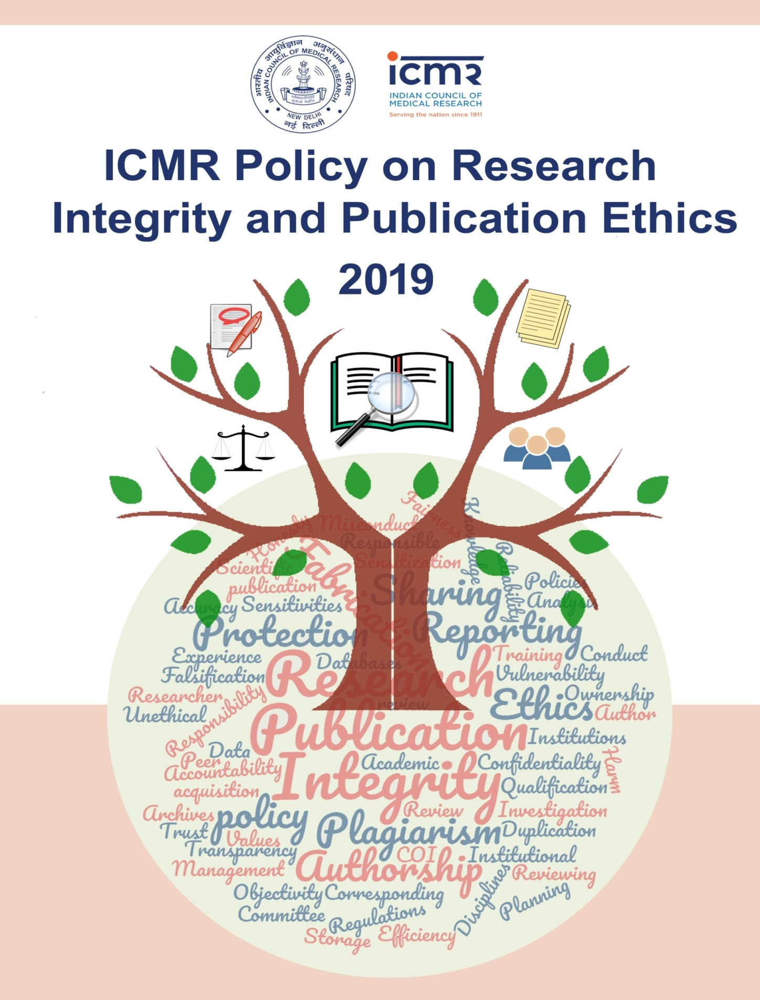 भारतीय आयुर्विज्ञान अनुसंधान परिषद
INDIAN COUNCIL OF MEDICAL RESEARCH
NEW DELHI
नई दिल्ली
icmr
INDIAN COUNCIL OF
MEDICAL RESEARCH
Serving the nation since 1911
ICMR Policy on Research
Integrity and Publication Ethics
2019
Fairness
Knowledge
Honesty
Misconduct
Responsible
Scientific
Fabrication
Sensitization
Reliability
publication
Sharing
Policies
Accuracy
Sensitivities
Analysis
Protection
Reporting
Experience
Databases
Training
Conduct
Falsification
Research
Vulnerability
Researcher
Responsibility
review
Ethics
Ownership
Unethical
Author
Publication
Institutions
Data
Peer
Academic
Confidentiality
Harm
Accountability
Integrity
acquisition
Qualification
Archives
policy
Review
Investigation
Trust
Values
Plagiarism
Duplication
Transparency
COI
Institutional
Management
Authorship
Disciplines
Reviewing
Objectivity
Corresponding
Planning
Committee
Regulations
Storage
Efficiency